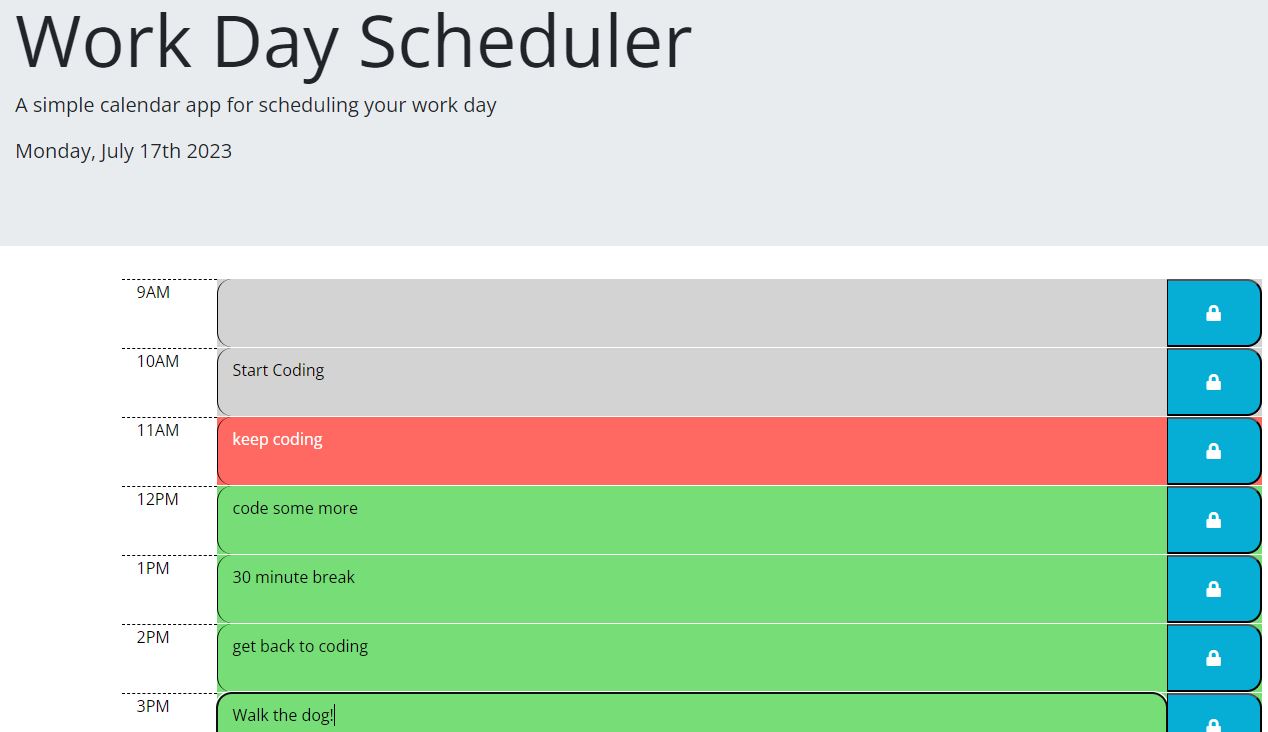 Work Day Scheduler
A simple calendar app for scheduling your work day
Monday, July 17th 2023
9AM
10AM
Start Coding
11AM
keep coding
12PM
code some more
1PM
30 minute break
2PM
get back to coding
3PM
Walk the dog!